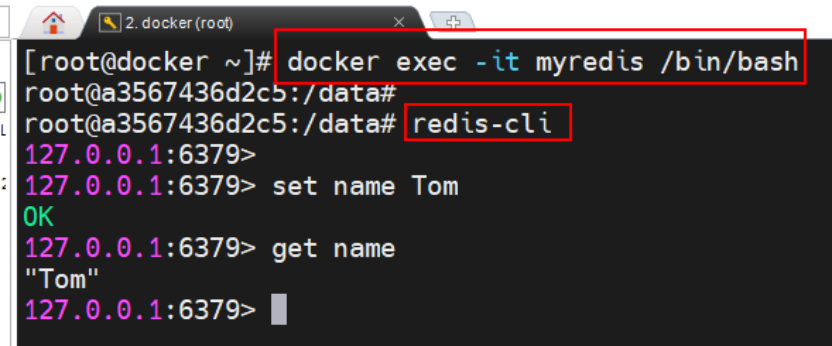 2. docker (root)
[root@docker ~]# docker exec -it myredis /bin/bash
root@a3567436d2c5:/data#
root@a3567436d2c5:/data# redis-cli
127.0.0.1:6379>
127.0.0.1:6379> set name Tom
OK
127.0.0.1:6379> get name
"Tom"
127.0.0.1:6379>